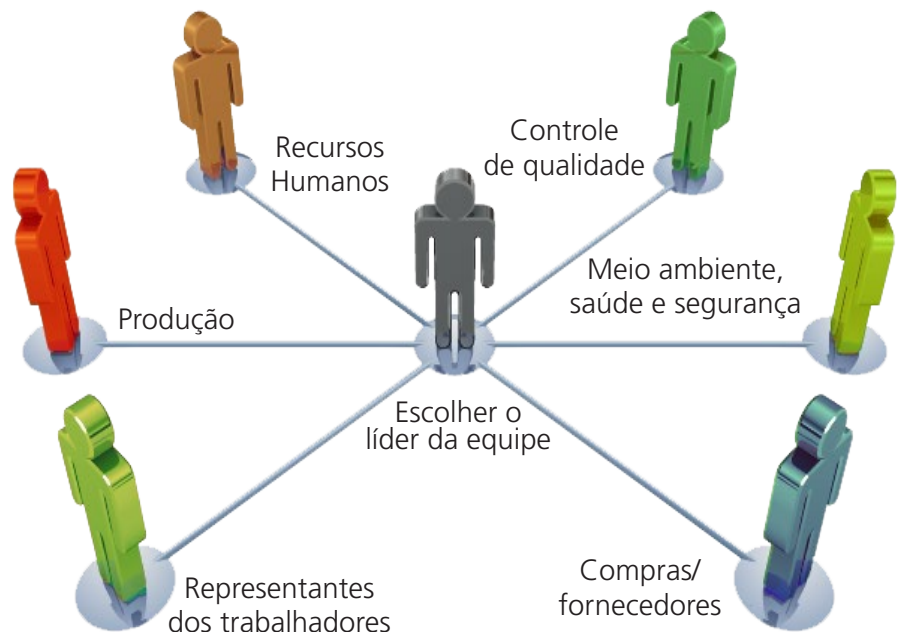 Recursos
Humanos
Controle
de qualidade
Produção
Meio ambiente,
saúde e segurança
Escolher o
líder da equipe
Representantes
dos trabalhadores
Compras/
fornecedores